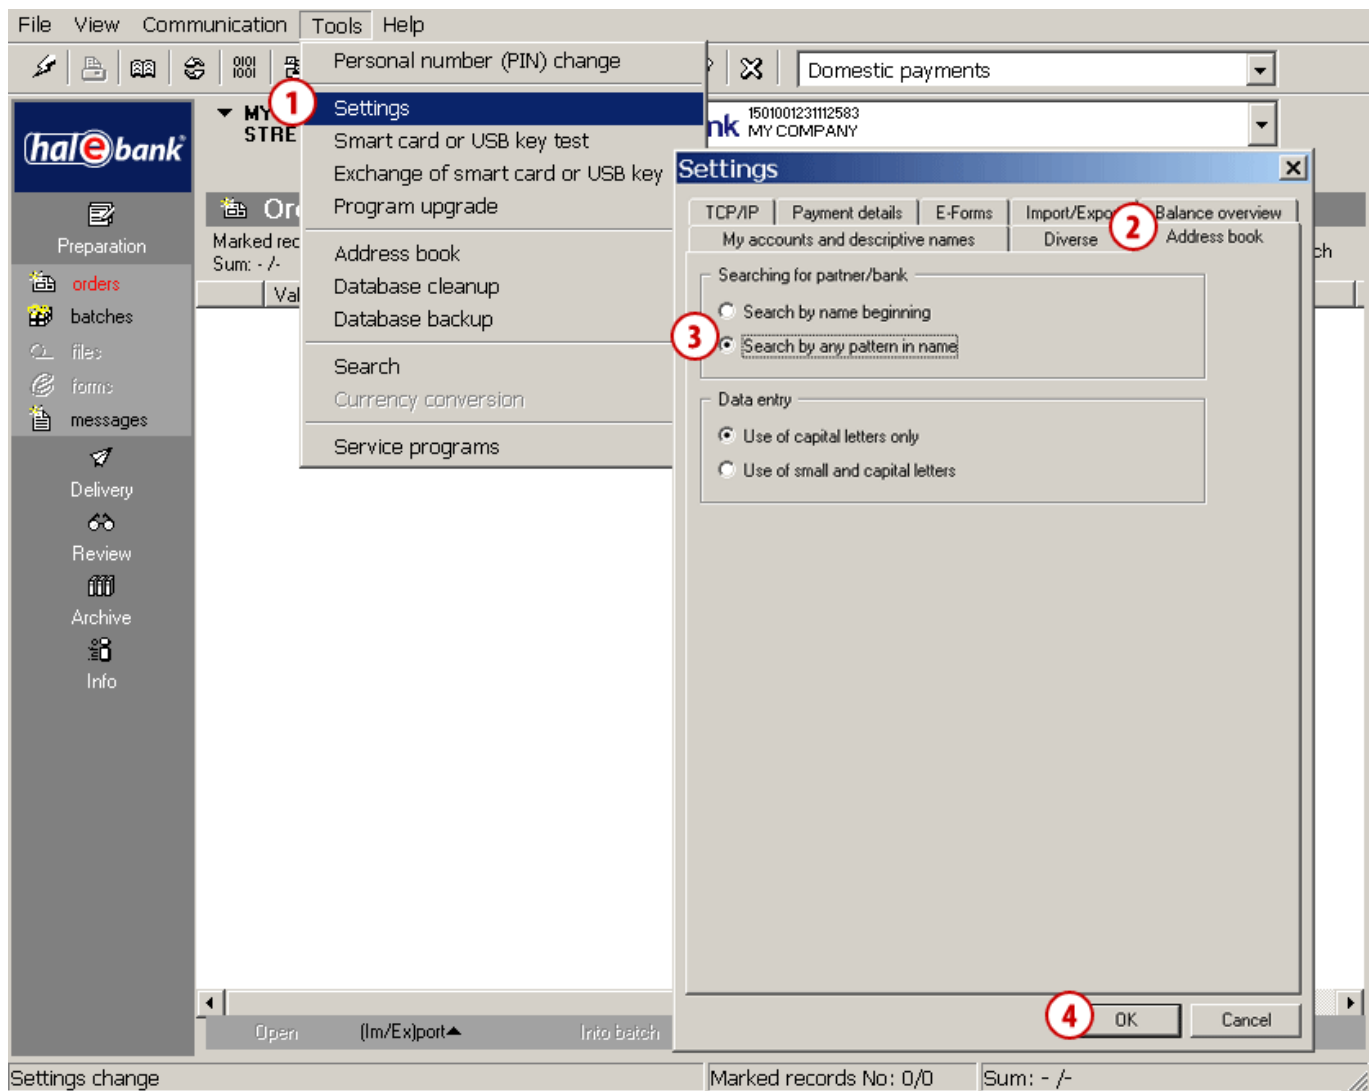 File View Communication Tools Help
Personal number (PIN) change
Domestic payments
1
Settings
MY
STRE
nk
1501001231112583
MY COMPANY
hal@bank
Smart card or USB key test
Exchange of smart card or USB key
Program upgrade
Address book
Database cleanup
Database backup
Search
Currency conversion
Service programs
Preparation
orders
batches
files
forms
messages
Delivery
Review
Archive
Info
Marked rec
Sum: - /-
Val
Settings
TCP/IP Payment details E-Forms Import/Expo Balance overview
2
My accounts and descriptive names Diverse Address book
Searching for partner/bank
Search by name beginning
3
Search by any pattern in name
Data entry
Use of capital letters only
Use of small and capital letters
4
OK Cancel
Open (Im/Ex)port Into batch
Settings change Marked records No: 0/0 Sum: - /-